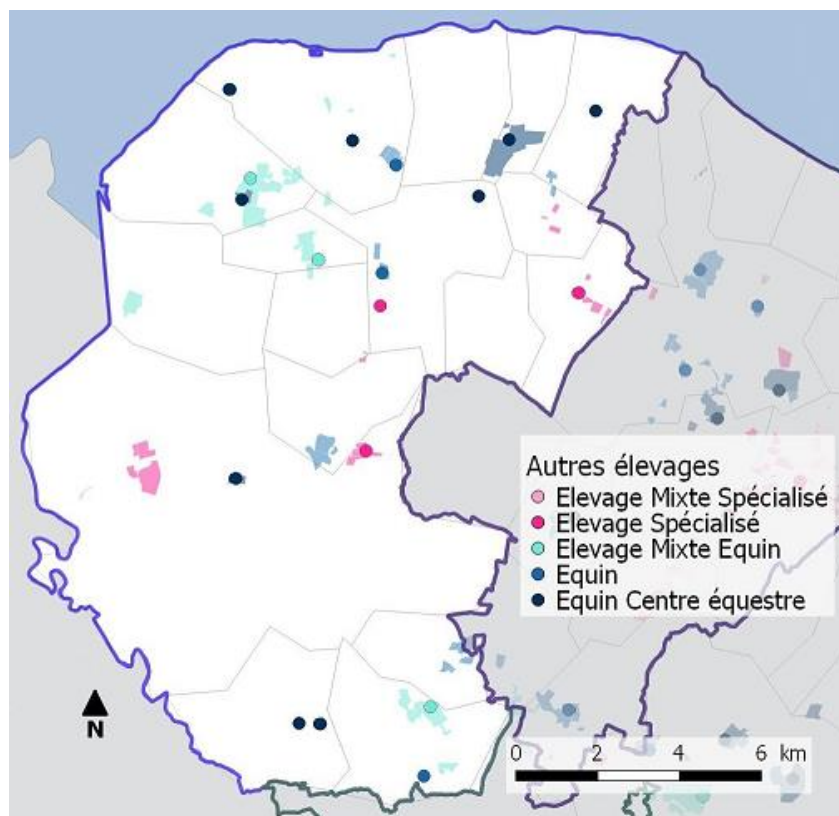 Autres élevages
Elevage Mixte Spécialisé
Elevage Spécialisé
Elevage Mixte Equin
Equin
Equin Centre équestre
N
0 2 4 6 km